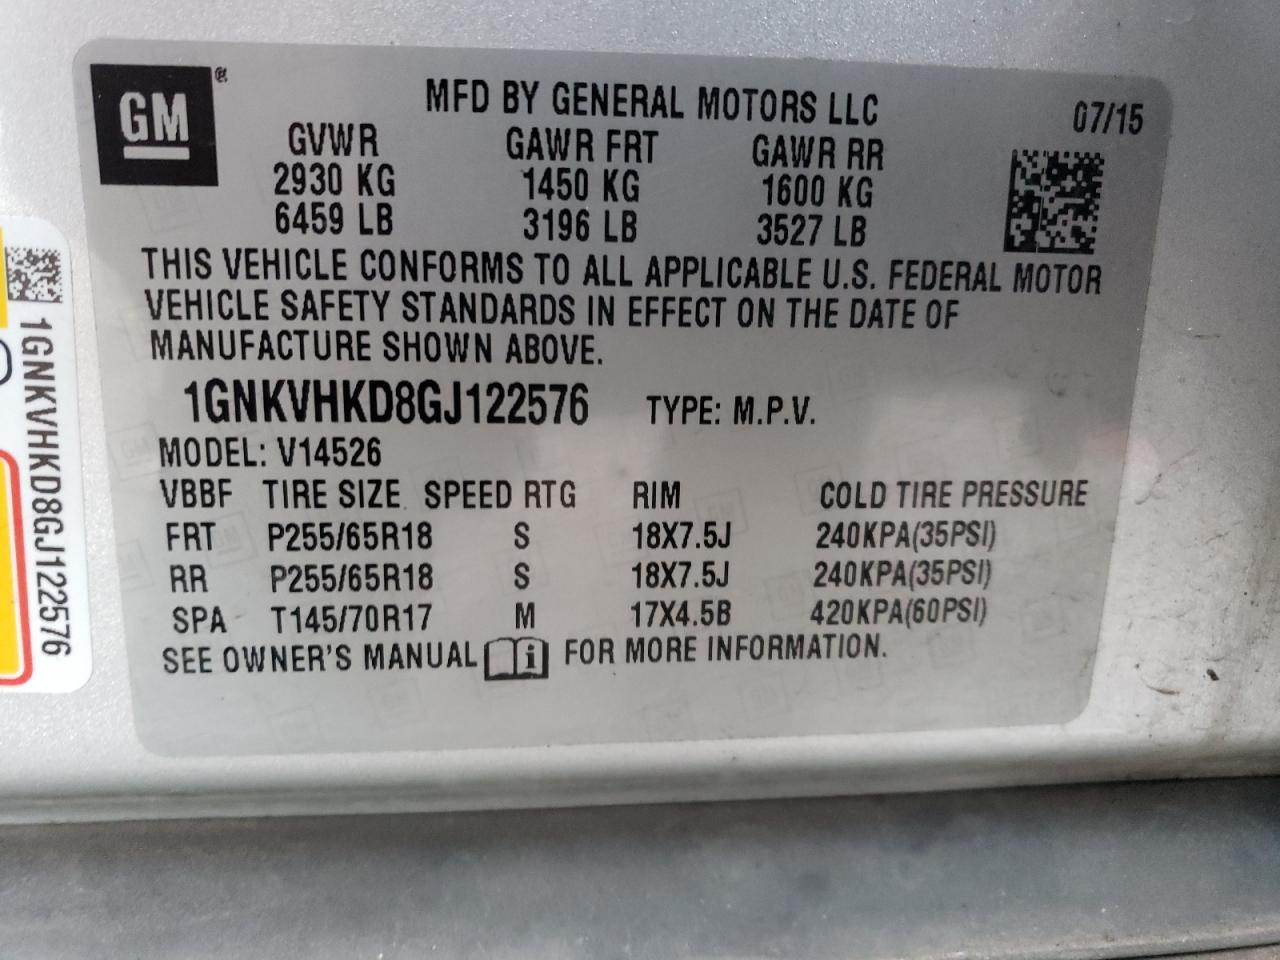 GM
®
MFD BY GENERAL MOTORS LLC
07/15
GVWR GAWR FRT GAWR RR
2930 KG 1450 KG 1600 KG
6459 LB 3196 LB 3527 LB
THIS VEHICLE CONFORMS TO ALL APPLICABLE U.S. FEDERAL MOTOR
VEHICLE SAFETY STANDARDS IN EFFECT ON THE DATE OF
MANUFACTURE SHOWN ABOVE.
1GNKVHKD8GJ122576 TYPE: M.P.V.
MODEL: V14526
VBBF TIRE SIZE SPEED RTG RIM COLD TIRE PRESSURE
FRT P255/65R18 S 18X7.5J 240KPA(35PSI)
RR P255/65R18 S 18X7.5J 240KPA(35PSI)
SPA T145/70R17 M 17X4.5B 420KPA(60PSI)
SEE OWNER'S MANUAL i FOR MORE INFORMATION.
1GNKVHKD8GJ122576